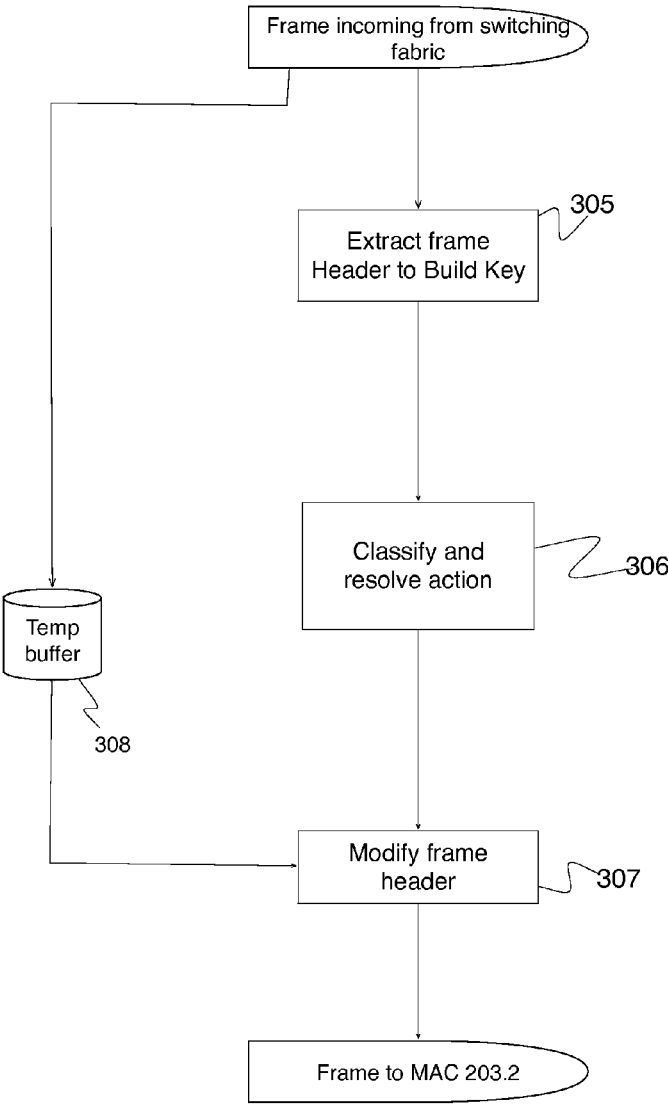 Frame incoming from switching
fabric
305
Extract frame
Header to Build Key
Classify and
resolve action
306
Temp
buffer
308
Modify frame
header
307
Frame to MAC 203.2